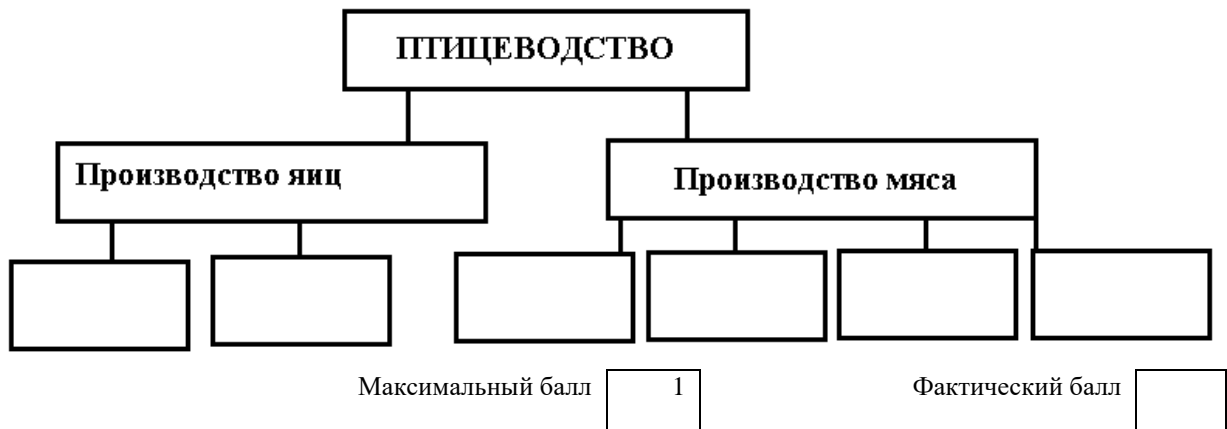 ПТИЦЕВОДСТВО
Производство яиц
Производство мяса
Максимальный балл 1 Фактический балл